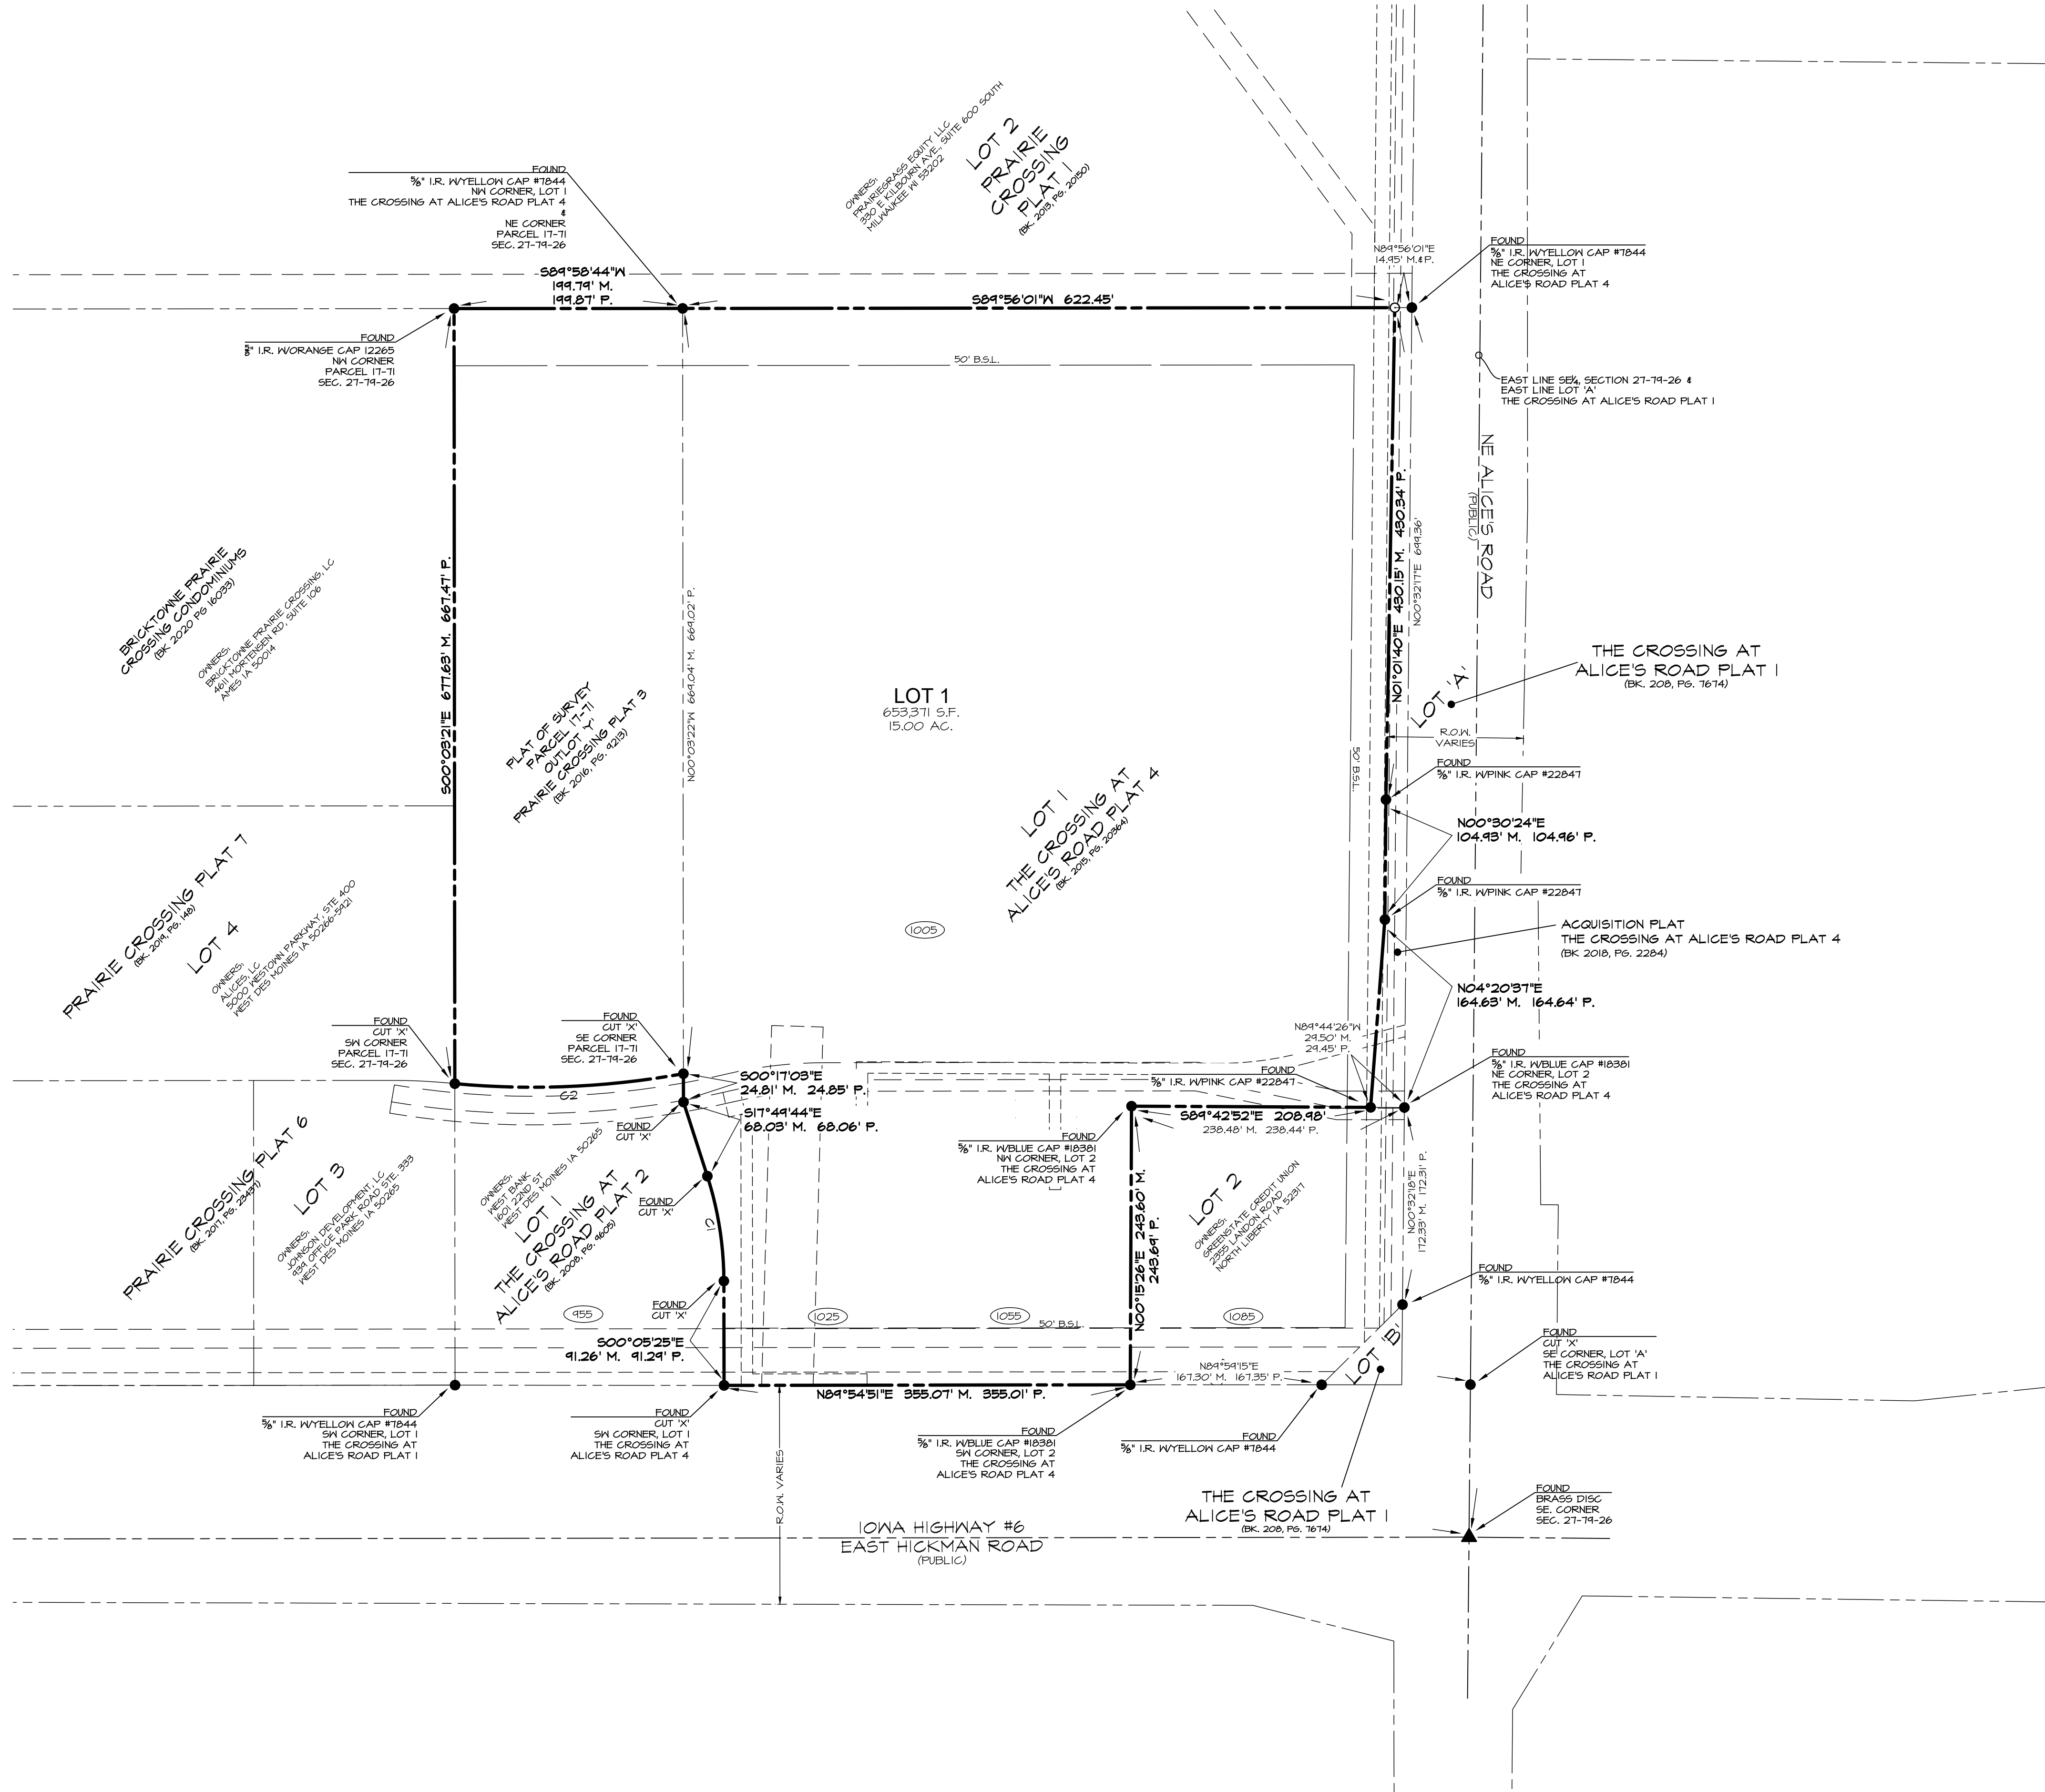 OWNERS:
PRAIRIEGRASS EQUITY LLC
330 E KILBOURN AVE, SUITE 600 SOUTH
MILWAUKEE WI 53202
LOT 2
PRAIRIE
CROSSING
PLAT 1
(BK. 2013, PG. 20150)
FOUND
5/8" I.R. W/YELLOW CAP #7844
NW CORNER, LOT 1
THE CROSSING AT ALICE'S ROAD PLAT 4
&
NE CORNER
PARCEL 17-71
SEC. 27-79-26
N89°56'01"E
14.95' M.& P.
FOUND
5/8" I.R. W/YELLOW CAP #7844
NE CORNER, LOT 1
THE CROSSING AT
ALICE'S ROAD PLAT 4
S89°58'44"W
199.79' M.
199.87' P.
S89°56'01"W 622.45'
FOUND
5/8" I.R. W/ORANGE CAP 12265
NW CORNER
PARCEL 17-71
SEC. 27-79-26
50' B.S.L.
EAST LINE SE¼, SECTION 27-79-26 &
EAST LINE LOT 'A'
THE CROSSING AT ALICE'S ROAD PLAT 1
NE ALICE'S ROAD
(PUBLIC)
N01°01'40"E 430.15' M. 430.34' P.
N00°32'17"E 699.36'
S00°03'21"E 677.63' M. 667.47' P.
N00°03'22"W 669.04' M. 669.02' P.
BRICKTOWNE PRAIRIE
CROSSING CONDOMINIUMS
(BK 2020 PG 16033)
OWNERS:
BRICKTOWNE PRAIRIE CROSSING, LC
4611 MORTENSEN RD, SUITE 106
AMES IA 50014
PLAT OF SURVEY
PARCEL 17-71
OUTLOT 'Y'
PRAIRIE CROSSING PLAT 3
(BK. 2016, PG. 9213)
LOT 1
653,371 S.F.
15.00 AC.
THE CROSSING AT
ALICE'S ROAD PLAT 1
(BK. 208, PG. 7674)
LOT 'A'
R.O.W.
VARIES
50' B.S.L.
LOT 1
THE CROSSING AT
ALICE'S ROAD PLAT 4
(BK. 2015, PG. 20364)
FOUND
5/8" I.R. W/PINK CAP #22847
N00°30'24"E
104.93' M. 104.96' P.
FOUND
5/8" I.R. W/PINK CAP #22847
ACQUISITION PLAT
THE CROSSING AT ALICE'S ROAD PLAT 4
(BK 2018, PG. 2284)
1005
PRAIRIE CROSSING PLAT 7
(BK. 2019, PG. 148)
LOT 4
OWNERS:
ALICES, LC
5000 WESTOWN PARKWAY, STE 400
WEST DES MOINES IA 50266-5921
N04°20'37"E
164.63' M. 164.64' P.
FOUND
CUT 'X'
SW CORNER
PARCEL 17-71
SEC. 27-79-26
FOUND
CUT 'X'
SE CORNER
PARCEL 17-71
SEC. 27-79-26
N89°44'26"W
29.50' M.
29.45' P.
FOUND
5/8" I.R. W/BLUE CAP #18381
NE CORNER, LOT 2
THE CROSSING AT
ALICE'S ROAD PLAT 4
FOUND
5/8" I.R. W/PINK CAP #22847
S00°17'03"E
24.81' M. 24.85' P.
C2
S17°49'44"E
68.03' M. 68.06' P.
FOUND
CUT 'X'
S89°42'52"E 208.98'
238.48' M. 238.44' P.
FOUND
5/8" I.R. W/BLUE CAP #18381
NW CORNER, LOT 2
THE CROSSING AT
ALICE'S ROAD PLAT 4
PRAIRIE CROSSING PLAT 6
(BK. 2017, PG. 23437)
LOT 3
OWNERS:
JOHNSON DEVELOPMENT, LC
939 OFFICE PARK ROAD STE. 333
WEST DES MOINES IA 50265
OWNERS:
WEST BANK
1601 22ND ST
WEST DES MOINES IA 50265
LOT 1
THE CROSSING AT
ALICE'S ROAD PLAT 2
(BK. 2008, PG. 9605)
FOUND
CUT 'X'
C1
N00°15'26"E 243.60' M.
243.69' P.
LOT 2
OWNERS:
GREENSTATE CREDIT UNION
2355 LANDON ROAD
NORTH LIBERTY IA 52317
N00°32'18"E
172.33' M. 172.31' P.
FOUND
5/8" I.R. W/YELLOW CAP #7844
FOUND
CUT 'X'
955
1025
1055
1085
50' B.S.L.
S00°05'25"E
91.26' M. 91.29' P.
LOT 'B'
FOUND
CUT 'X'
SE CORNER, LOT 'A'
THE CROSSING AT
ALICE'S ROAD PLAT 1
N89°59'15"E
167.30' M. 167.35' P.
N89°54'51"E 355.07' M. 355.01' P.
FOUND
5/8" I.R. W/YELLOW CAP #7844
SW CORNER, LOT 1
THE CROSSING AT
ALICE'S ROAD PLAT 1
FOUND
CUT 'X'
SW CORNER, LOT 1
THE CROSSING AT
ALICE'S ROAD PLAT 4
FOUND
5/8" I.R. W/BLUE CAP #18381
SW CORNER, LOT 2
THE CROSSING AT
ALICE'S ROAD PLAT 4
FOUND
5/8" I.R. W/YELLOW CAP #7844
R.O.W. VARIES
THE CROSSING AT
ALICE'S ROAD PLAT 1
(BK. 208, PG. 7674)
FOUND
BRASS DISC
SE. CORNER
SEC. 27-79-26
IOWA HIGHWAY #6
EAST HICKMAN ROAD
(PUBLIC)